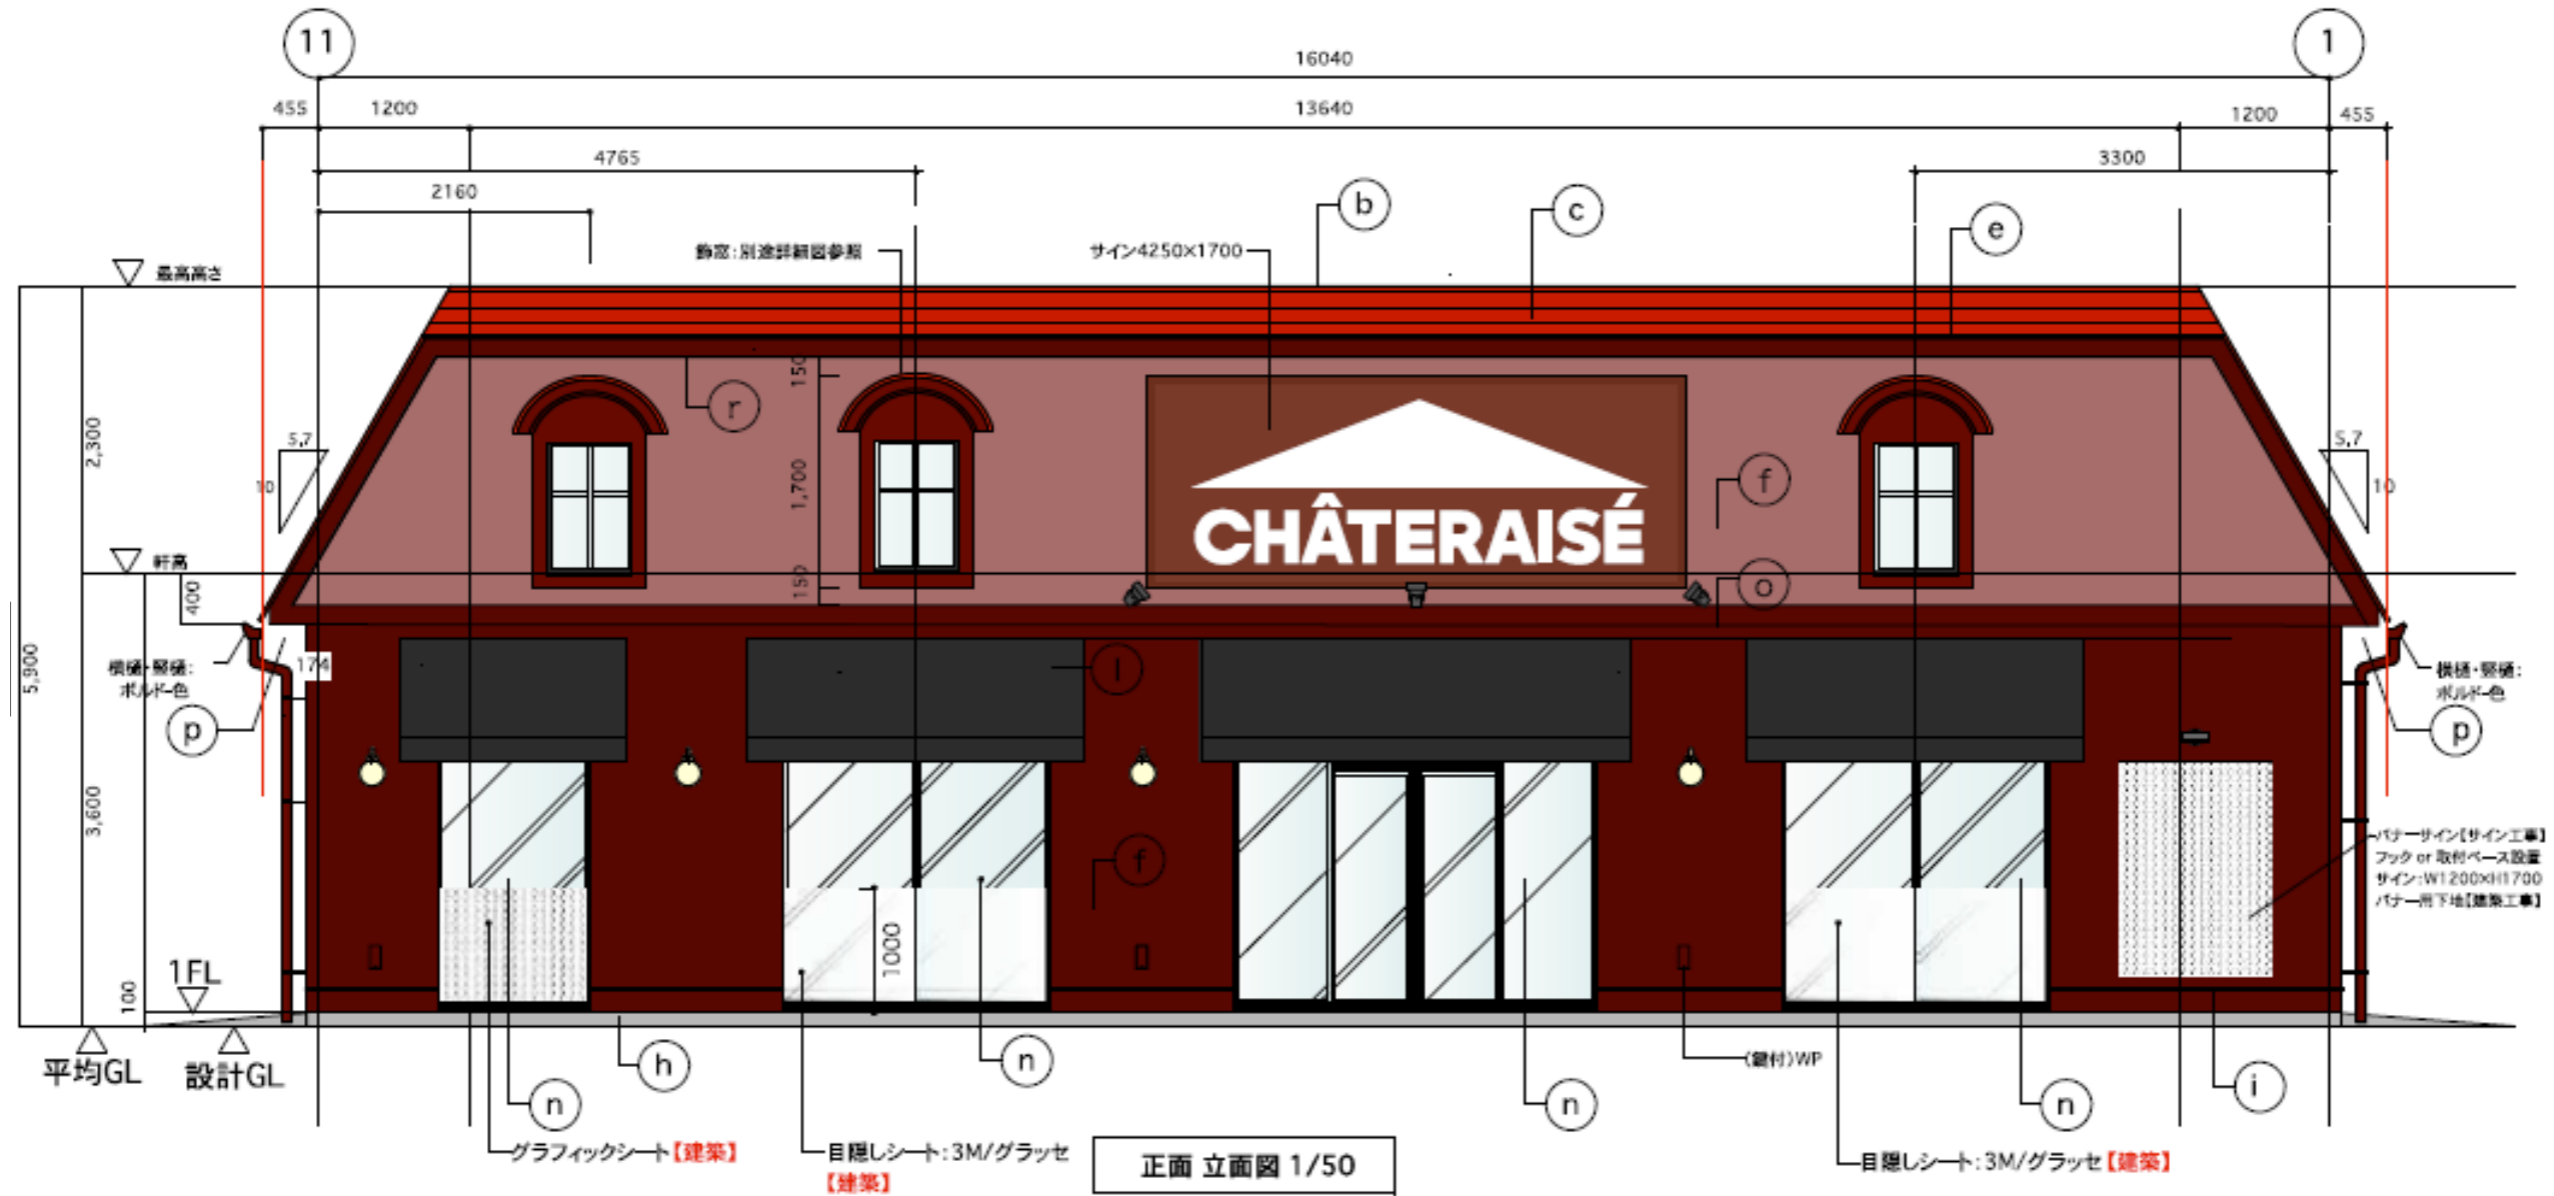 11
1
16040
455
1200
13640
1200
455
4765
3300
2160
b
c
e
飾窓:別途詳細図参照
サイン4250×1700
最高高さ
r
150
5,7
10
2,300
1,700
f
5,7
10
CHÂTERAISÉ
軒高
400
150
o
5,900
174
横樋・竪樋:
ボルドー色
l
横樋・竪樋:
ボルドー色
p
p
3,600
f
バナーサイン【サイン工事】
フック or 取付ベース設置
サイン:W1200×H1700
バナー用下地【建築工事】
1000
1FL
100
平均GL
設計GL
h
n
n
n
n
(鍵付)WP
i
グラフィックシート【建築】
目隠しシート:3M/グラッセ
【建築】
正面 立面図 1/50
目隠しシート:3M/グラッセ【建築】